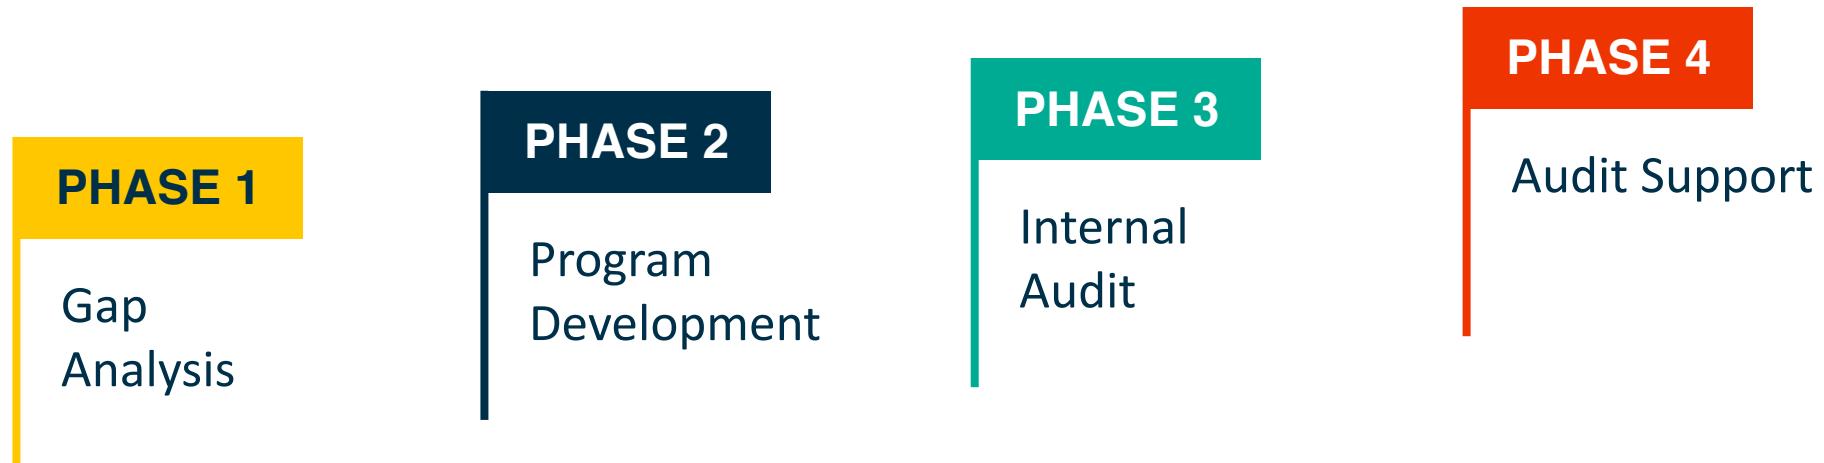 PHASE 1
Gap
Analysis
PHASE 2
Program
Development
PHASE 3
Internal
Audit
PHASE 4
Audit Support